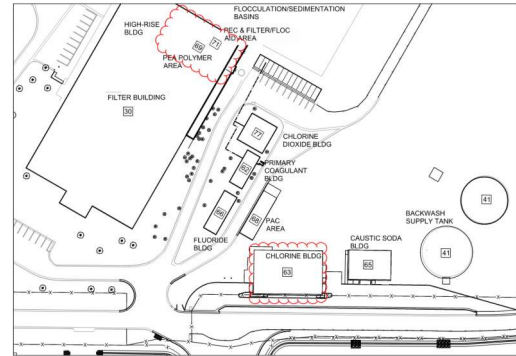 FLOCCULATION/SEDIMENTATION
BASINS
HIGH-RISE
BLDG
PEC & FILTER/FLOC
AID AREA
71
69
PEA POLYMER
AREA
FILTER BUILDING
30
77
CHLORINE
DIOXIDE BLDG
62
PRIMARY
COAGULANT
BLDG
66
68
PAC
AREA
FLUORIDE
BLDG
41
BACKWASH
SUPPLY TANK
41
CAUSTIC SODA
BLDG
65
CHLORINE BLDG
63